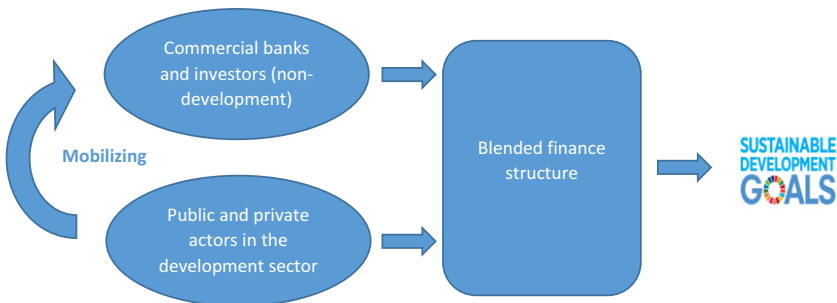 Commercial banks
and investors (non-
development)
Mobilizing
Blended finance
structure
Public and private
actors in the
development sector
SUSTAINABLE
DEVELOPMENT
GOALS